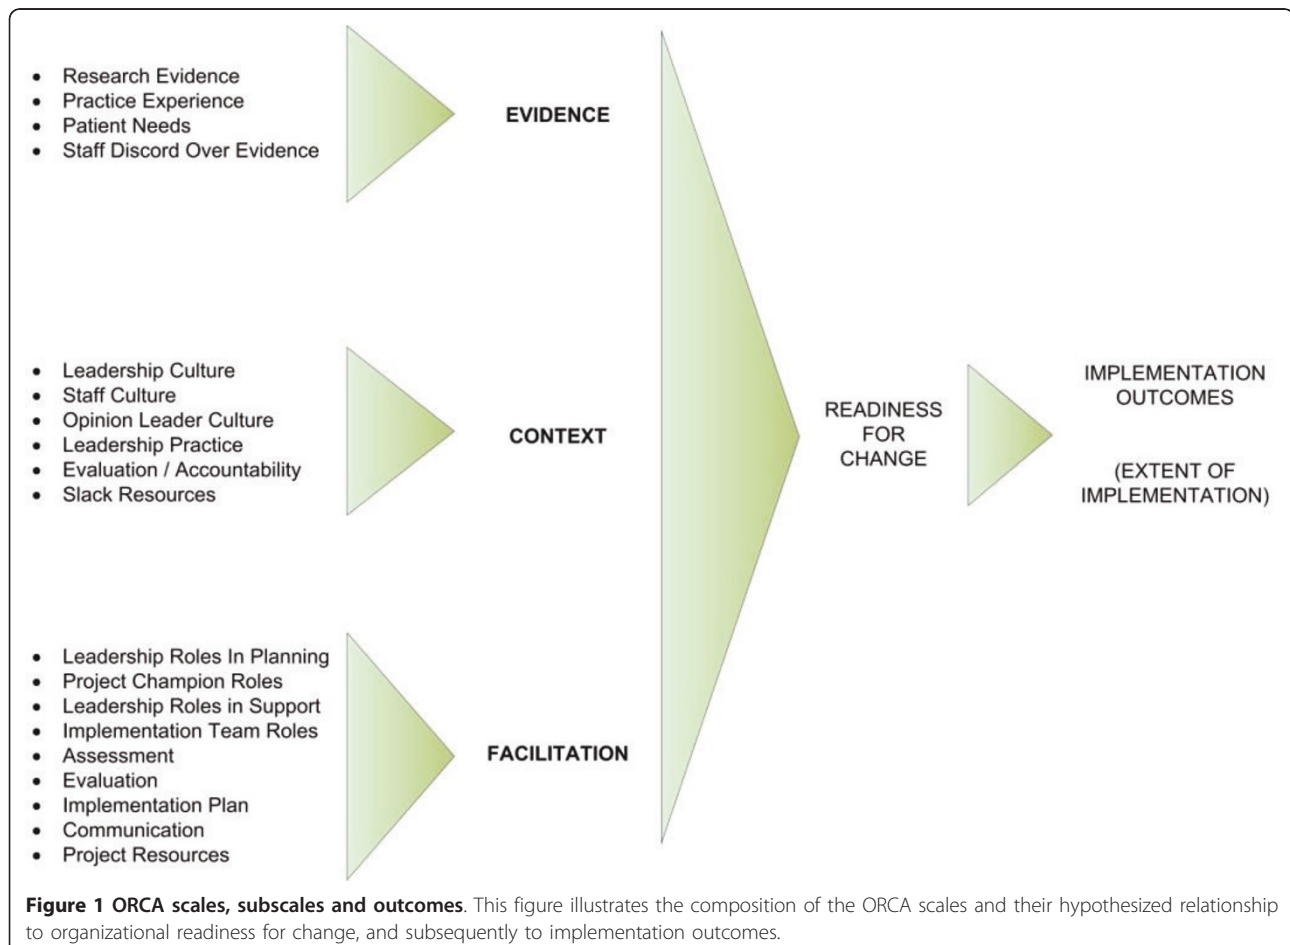 • Research Evidence
• Practice Experience
• Patient Needs
• Staff Discord Over Evidence
EVIDENCE
• Leadership Culture
• Staff Culture
• Opinion Leader Culture
• Leadership Practice
• Evaluation / Accountability
• Slack Resources
CONTEXT
• Leadership Roles In Planning
• Project Champion Roles
• Leadership Roles in Support
• Implementation Team Roles
• Assessment
• Evaluation
• Implementation Plan
• Communication
• Project Resources
FACILITATION
READINESS
FOR
CHANGE
IMPLEMENTATION
OUTCOMES
(EXTENT OF
IMPLEMENTATION)
Figure 1 ORCA scales, subscales and outcomes. This figure illustrates the composition of the ORCA scales and their hypothesized relationship
to organizational readiness for change, and subsequently to implementation outcomes.